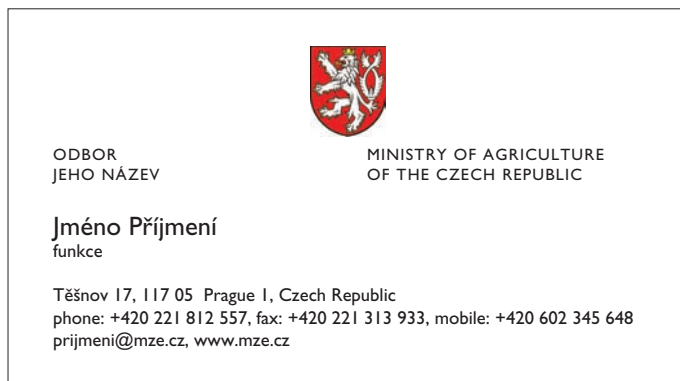 ODBOR
JEHO NÁZEV
MINISTRY OF AGRICULTURE
OF THE CZECH REPUBLIC
Jméno Příjmení
funkce
Těšnov 17, 117 05  Prague 1, Czech Republic
phone: +420 221 812 557, fax: +420 221 313 933, mobile: +420 602 345 648
prijmeni@mze.cz, www.mze.cz